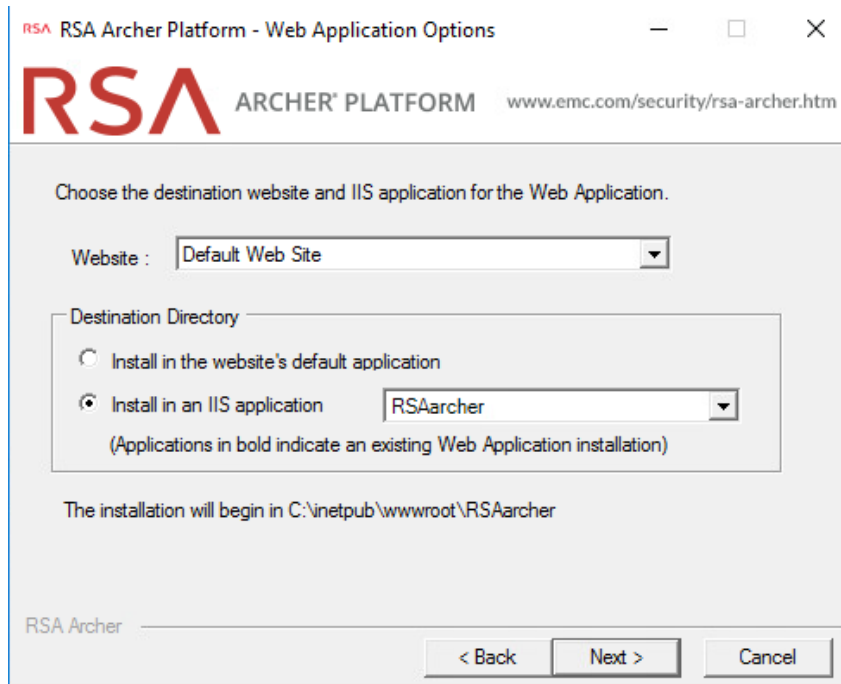 RSA RSA Archer Platform - Web Application Options
RSA ARCHER® PLATFORM www.emc.com/security/rsa-archer.htm
Choose the destination website and IIS application for the Web Application.
Website : Default Web Site
Destination Directory
Install in the website's default application
Install in an IIS application RSAarcher
(Applications in bold indicate an existing Web Application installation)
The installation will begin in C:\inetpub\wwwroot\RSAarcher
RSA Archer
< Back Next > Cancel